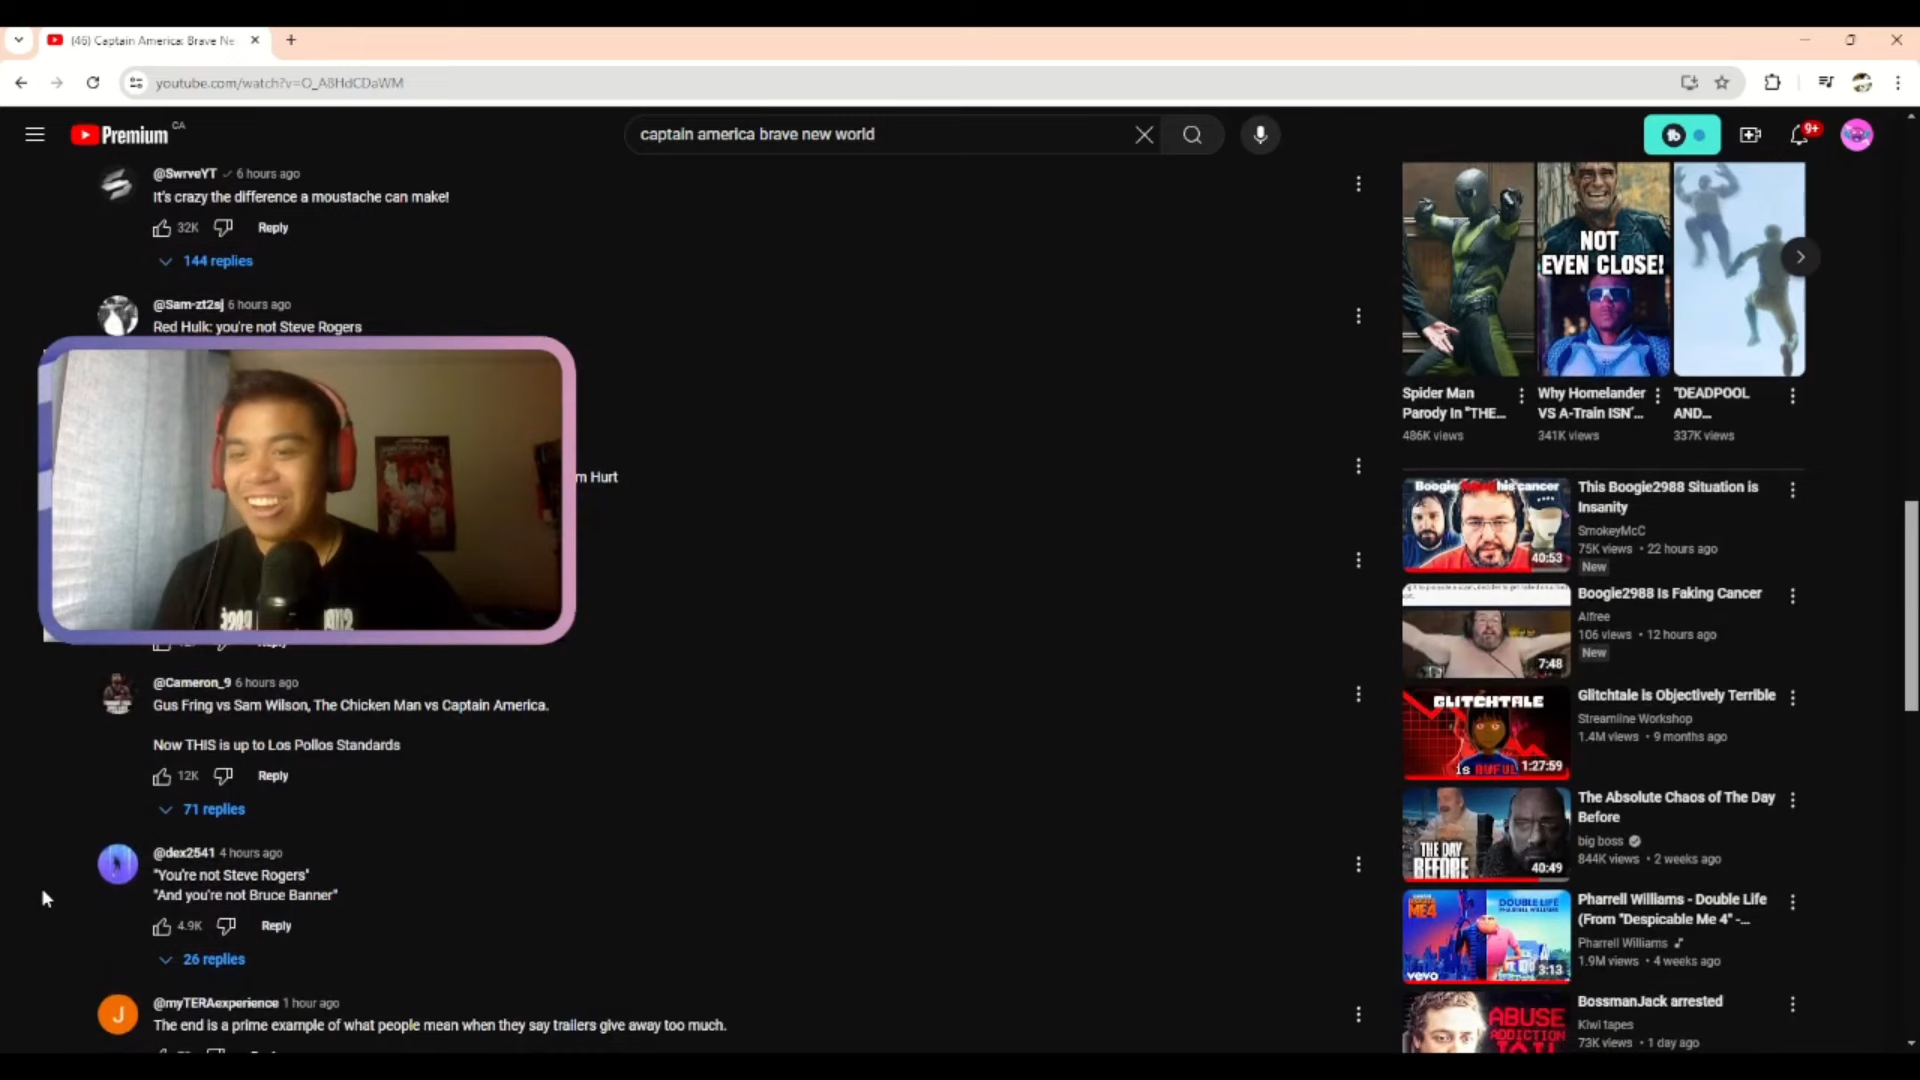 (46) Captain America: Brave Ne
youtube.com/watch?v=O_A8HdCDaWM
Premium CA
captain america brave new world
9+
@SwrveYT 6 hours ago
It's crazy the difference a moustache can make!
32K Reply
144 replies
@Sam-zt2sj 6 hours ago
Red Hulk: you're not Steve Rogers
m Hurt
@Cameron_9 6 hours ago
Gus Fring vs Sam Wilson, The Chicken Man vs Captain America.
Now THIS is up to Los Pollos Standards
12K Reply
71 replies
@dex2541 4 hours ago
"You're not Steve Rogers"
"And you're not Bruce Banner"
4.9K Reply
26 replies
J
@myTERAexperience 1 hour ago
The end is a prime example of what people mean when they say trailers give away too much.
NOT
EVEN CLOSE!
Spider Man
Parody In "THE...
486K views
Why Homelander
VS A-Train ISN'...
341K views
"DEADPOOL
AND...
337K views
Boogie his cancer
40:53
This Boogie2988 Situation is
Insanity
SmokeyMcC
75K views • 22 hours ago
New
7:48
Boogie2988 Is Faking Cancer
Alfree
106 views • 12 hours ago
New
GLITCHTALE
IS AWFUL
1:27:59
Glitchtale is Objectively Terrible
Streamline Workshop
1.4M views • 9 months ago
THE DAY
BEFORE
40:49
The Absolute Chaos of The Day
Before
big boss
844K views • 2 weeks ago
ME4
DOUBLE LIFE
vevo
3:13
Pharrell Williams - Double Life
(From "Despicable Me 4" -...
Pharrell Williams
1.9M views • 4 weeks ago
ABUSE
ADDICTION
JAIL
BossmanJack arrested
Kiwi tapes
73K views • 1 day ago